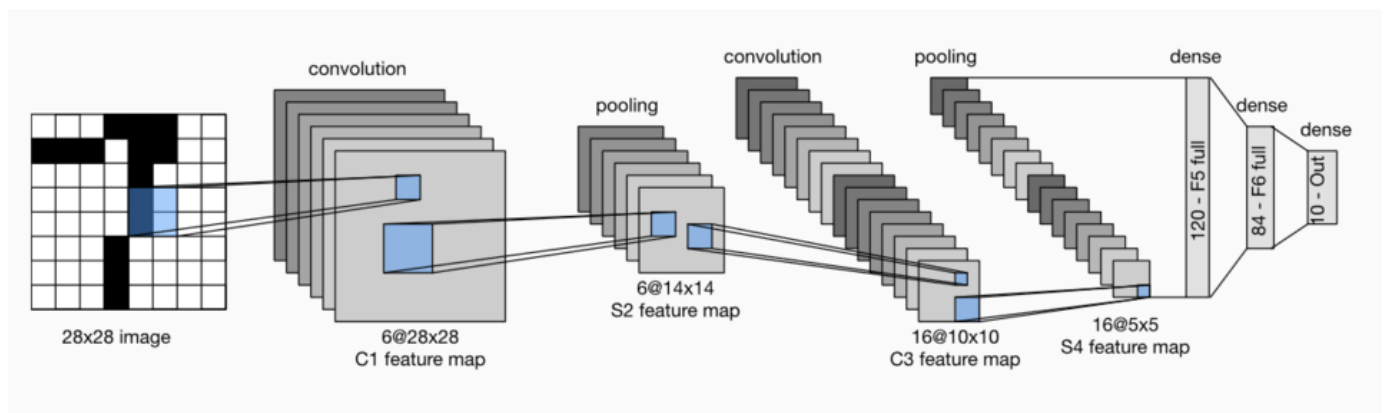 convolution
pooling
convolution
pooling
dense
dense
dense
28x28 image
6@28x28
C1 feature map
6@14x14
S2 feature map
16@10x10
C3 feature map
16@5x5
S4 feature map
120 - F5 full
84 - F6 full
10 - Out